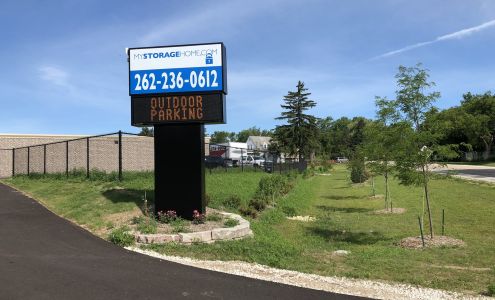 MYSTORAGEHOME.COM
262-236-0612
OUTDOOR
PARKING